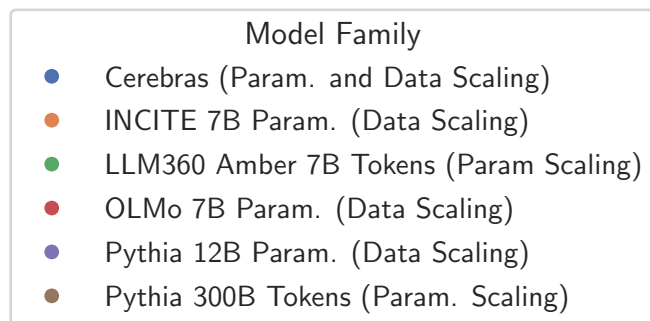 Model Family
Cerebras (Param. and Data Scaling)
INCITE 7B Param. (Data Scaling)
LLM360 Amber 7B Tokens (Param Scaling)
OLMo 7B Param. (Data Scaling)
Pythia 12B Param. (Data Scaling)
Pythia 300B Tokens (Param. Scaling)